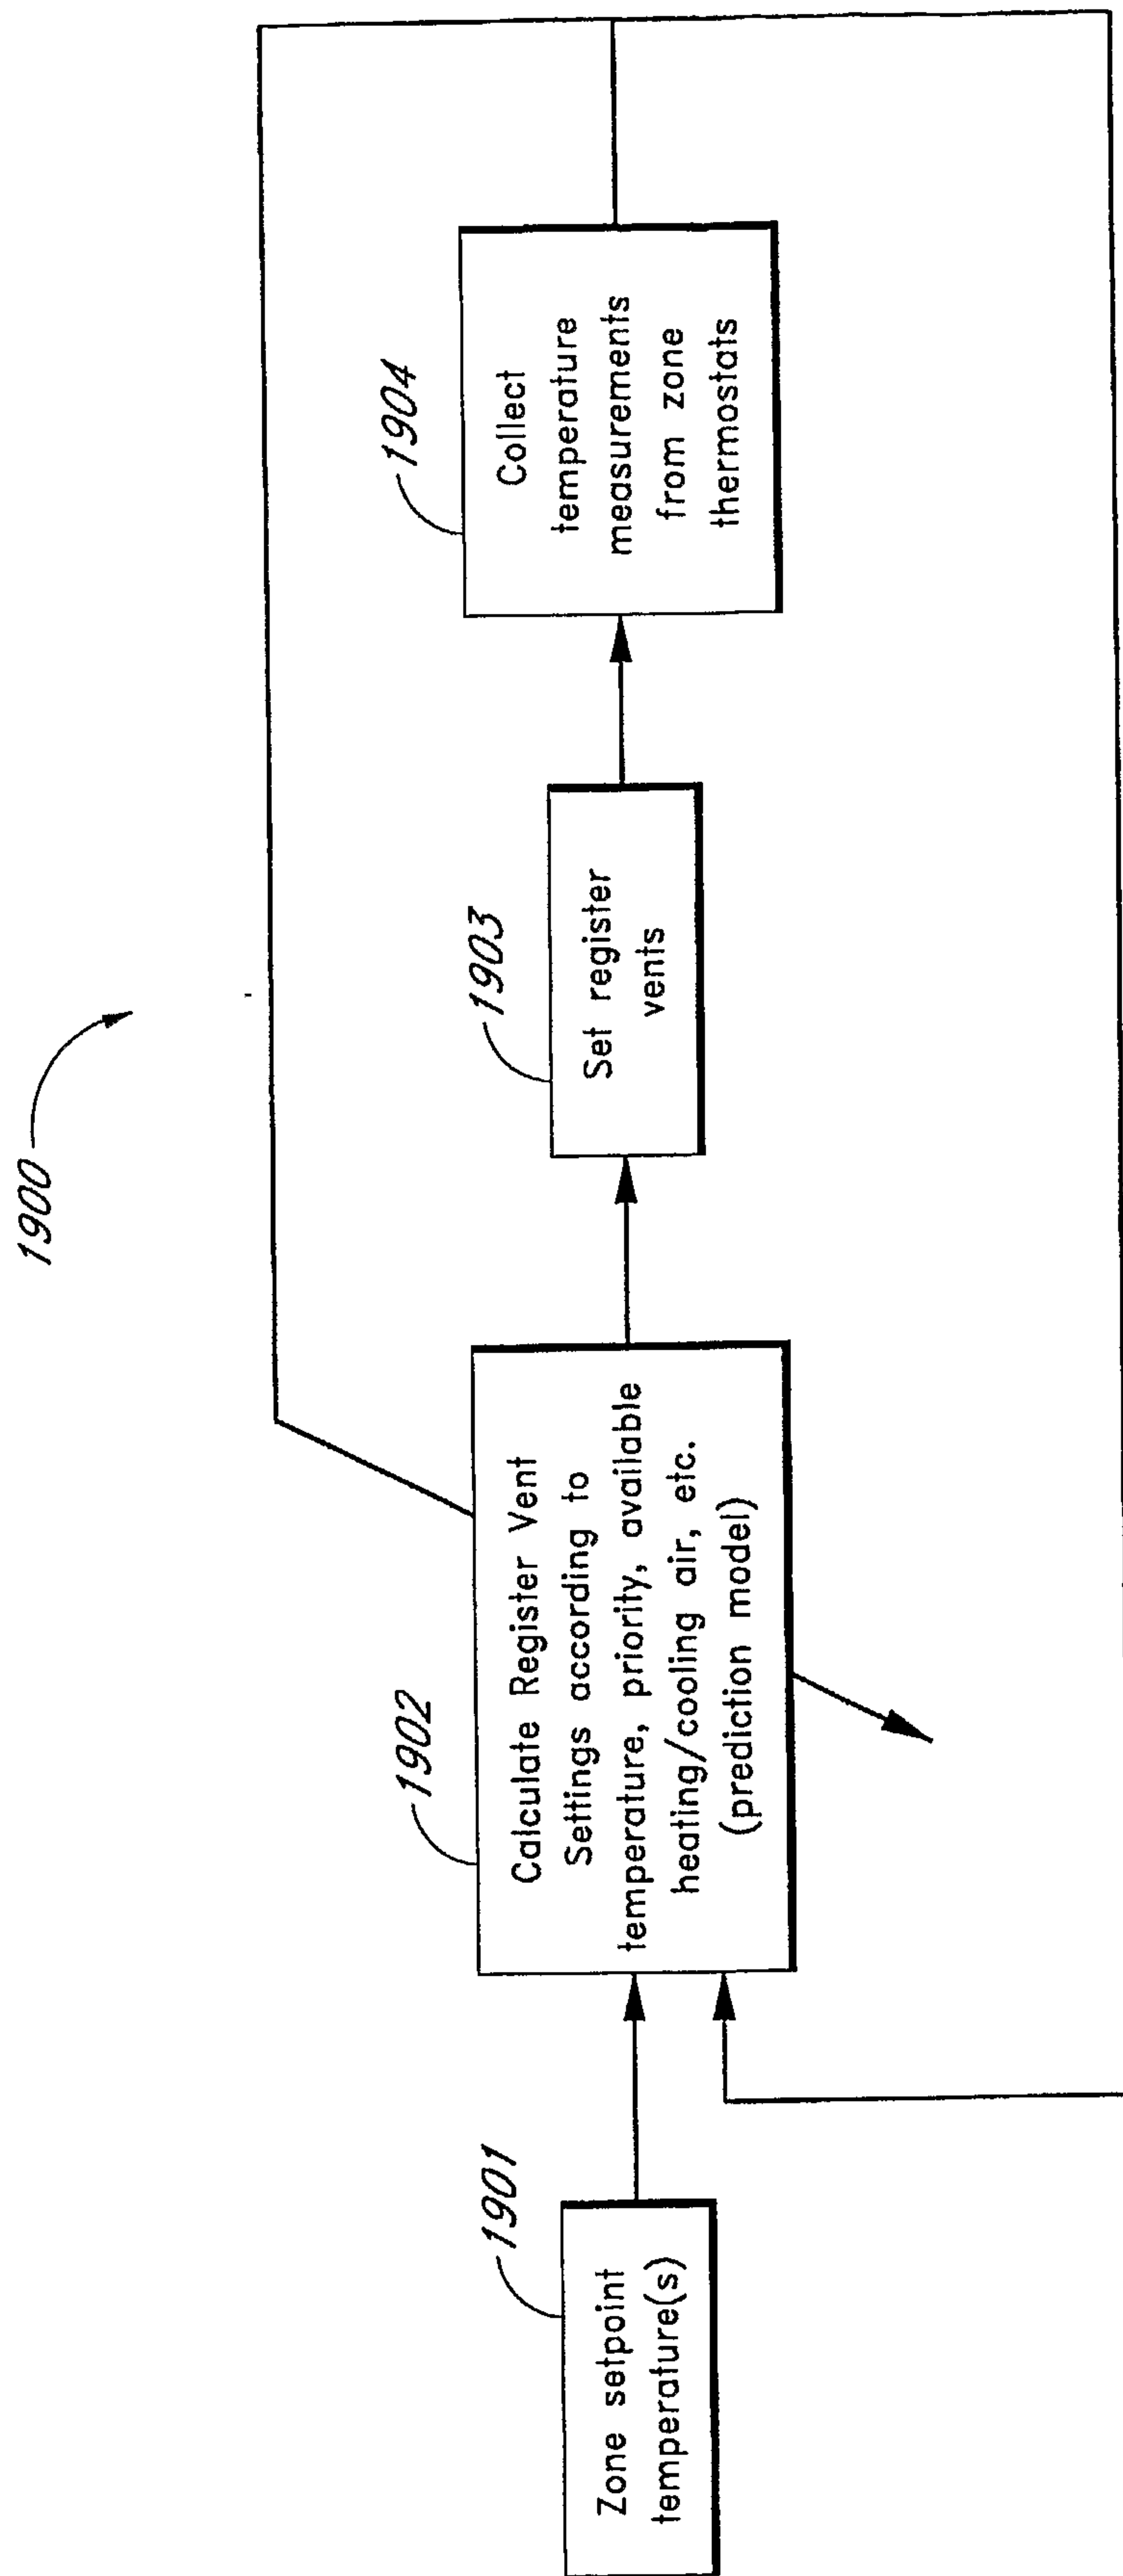 1900
1901
Zone setpoint
temperature(s)
1902
Calculate Register Vent
Settings according to
temperature, priority, available
heating/cooling air, etc.
(prediction model)
1903
Set register
vents
1904
Collect
temperature
measurements
from zone
thermostats